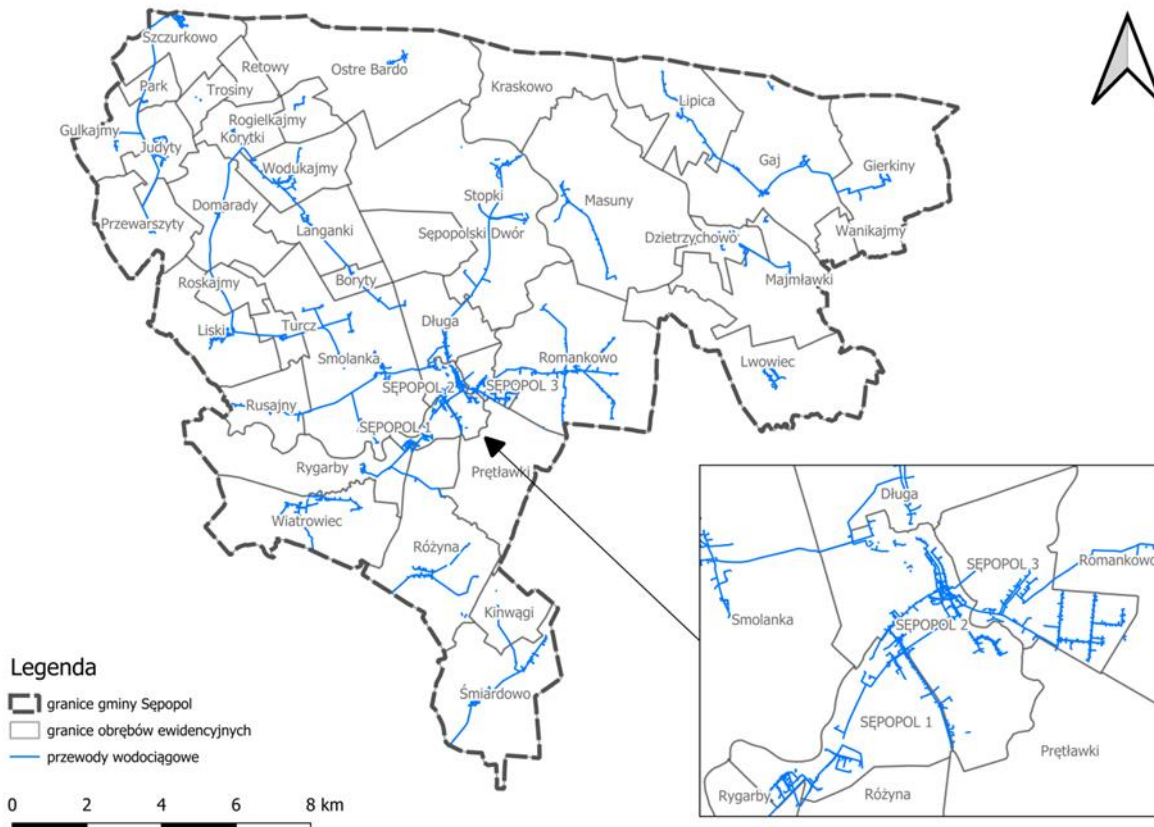 Szczurkowo
Retowy
Ostre Bardo
Kraskowo
Park
Trosiny
Lipica
Rogielkajmy
Gulkajmy
Korytki
Judyty
Wodukajmy
Gaj
Gierkiny
Stopki
Masuny
Przewarszyty
Domarady
Langanki
Sępopolski Dwór
Dzietrzychowo
Wanikajmy
Majmławki
Roskajmy
Boryty
Liski
Turcz
Długa
Smolanka
Romankowo
Lwowiec
SĘPOPOL 2
SĘPOPOL 3
Rusajny
SĘPOPOL 1
Rygarby
Prętławki
Wiatrowiec
Różyna
Kinwągi
Śmiardowo
Długa
SĘPOPOL 3
Romankowo
Smolanka
SĘPOPOL 2
SĘPOPOL 1
Prętławki
Rygarby
Różyna
Legenda
granice gminy Sępopol
granice obrębów ewidencyjnych
przewody wodociągowe
0 2 4 6 8 km